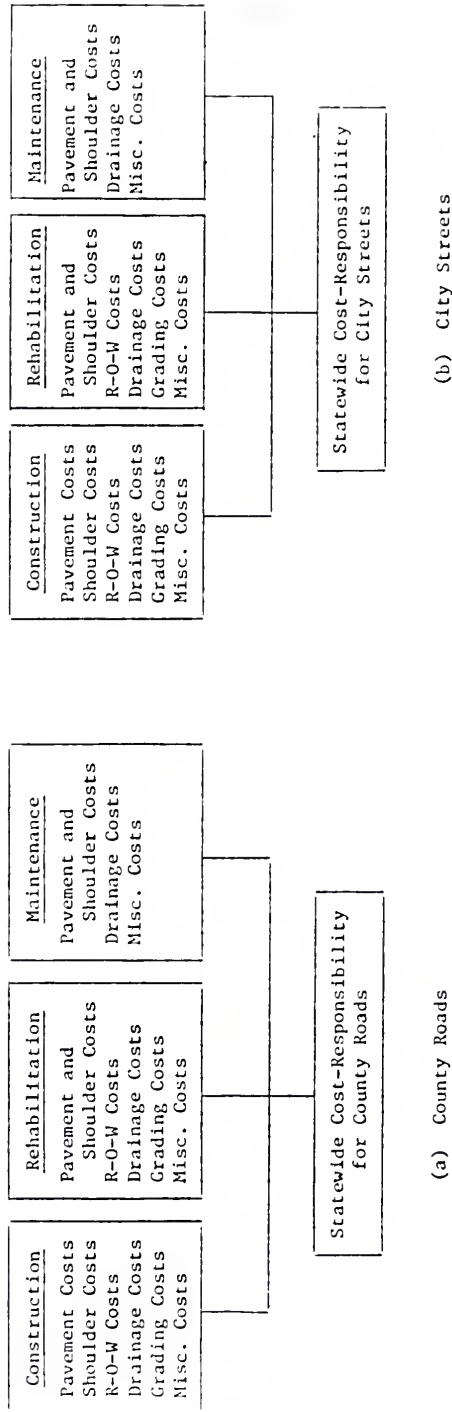 Construction
Pavement Costs
Shoulder Costs
R-O-W Costs
Drainage Costs
Grading Costs
Misc. Costs
Rehabilitation
Pavement and
Shoulder Costs
R-O-W Costs
Drainage Costs
Grading Costs
Misc. Costs
Maintenance
Pavement and
Shoulder Costs
Drainage Costs
Misc. Costs
Statewide Cost-Responsibility
for County Roads
(a) County Roads
Construction
Pavement Costs
Shoulder Costs
R-O-W Costs
Drainage Costs
Grading Costs
Misc. Costs
Rehabilitation
Pavement and
Shoulder Costs
R-O-W Costs
Drainage Costs
Grading Costs
Misc. Costs
Maintenance
Pavement and
Shoulder Costs
Drainage Costs
Misc. Costs
Statewide Cost-Responsibility
for City Streets
(b) City Streets